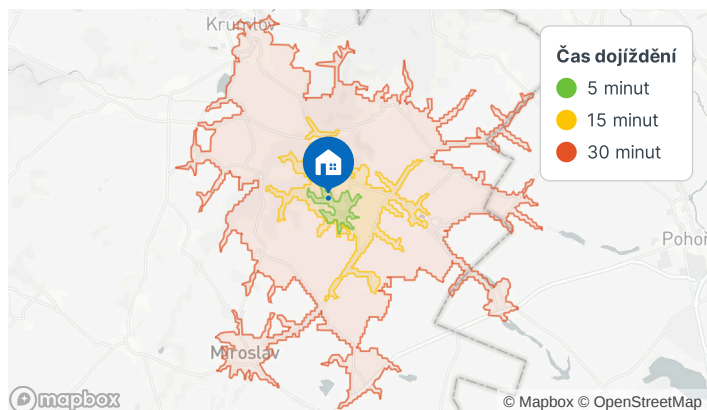 Krumlov
Čas dojíždění
5 minut
15 minut
30 minut
Pohoř
Miroslav
mapbox
© Mapbox © OpenStreetMap